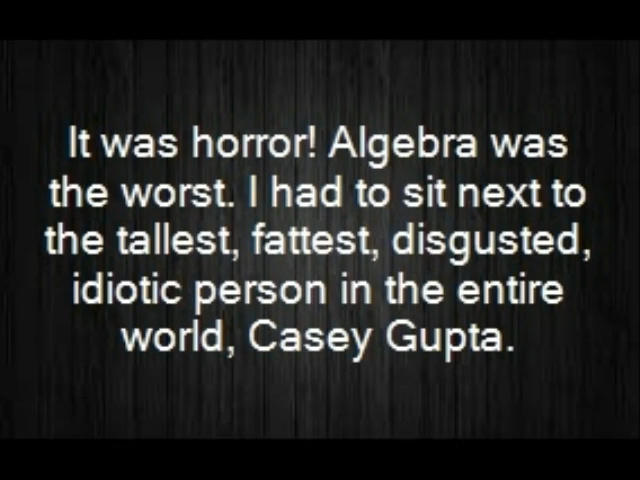 It was horror! Algebra was
the worst. I had to sit next to
the tallest, fattest, disgusted,
idiotic person in the entire
world, Casey Gupta.